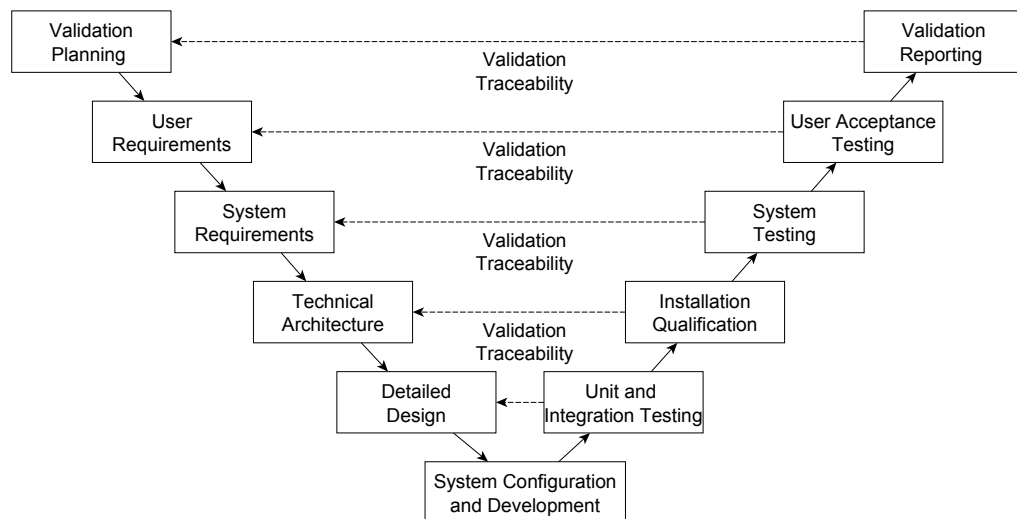 Validation
Planning
Validation
Reporting
Validation
Traceability
User
Requirements
User Acceptance
Testing
Validation
Traceability
System
Requirements
System
Testing
Validation
Traceability
Technical
Architecture
Installation
Qualification
Validation
Traceability
Detailed
Design
Unit and
Integration Testing
System Configuration
and Development